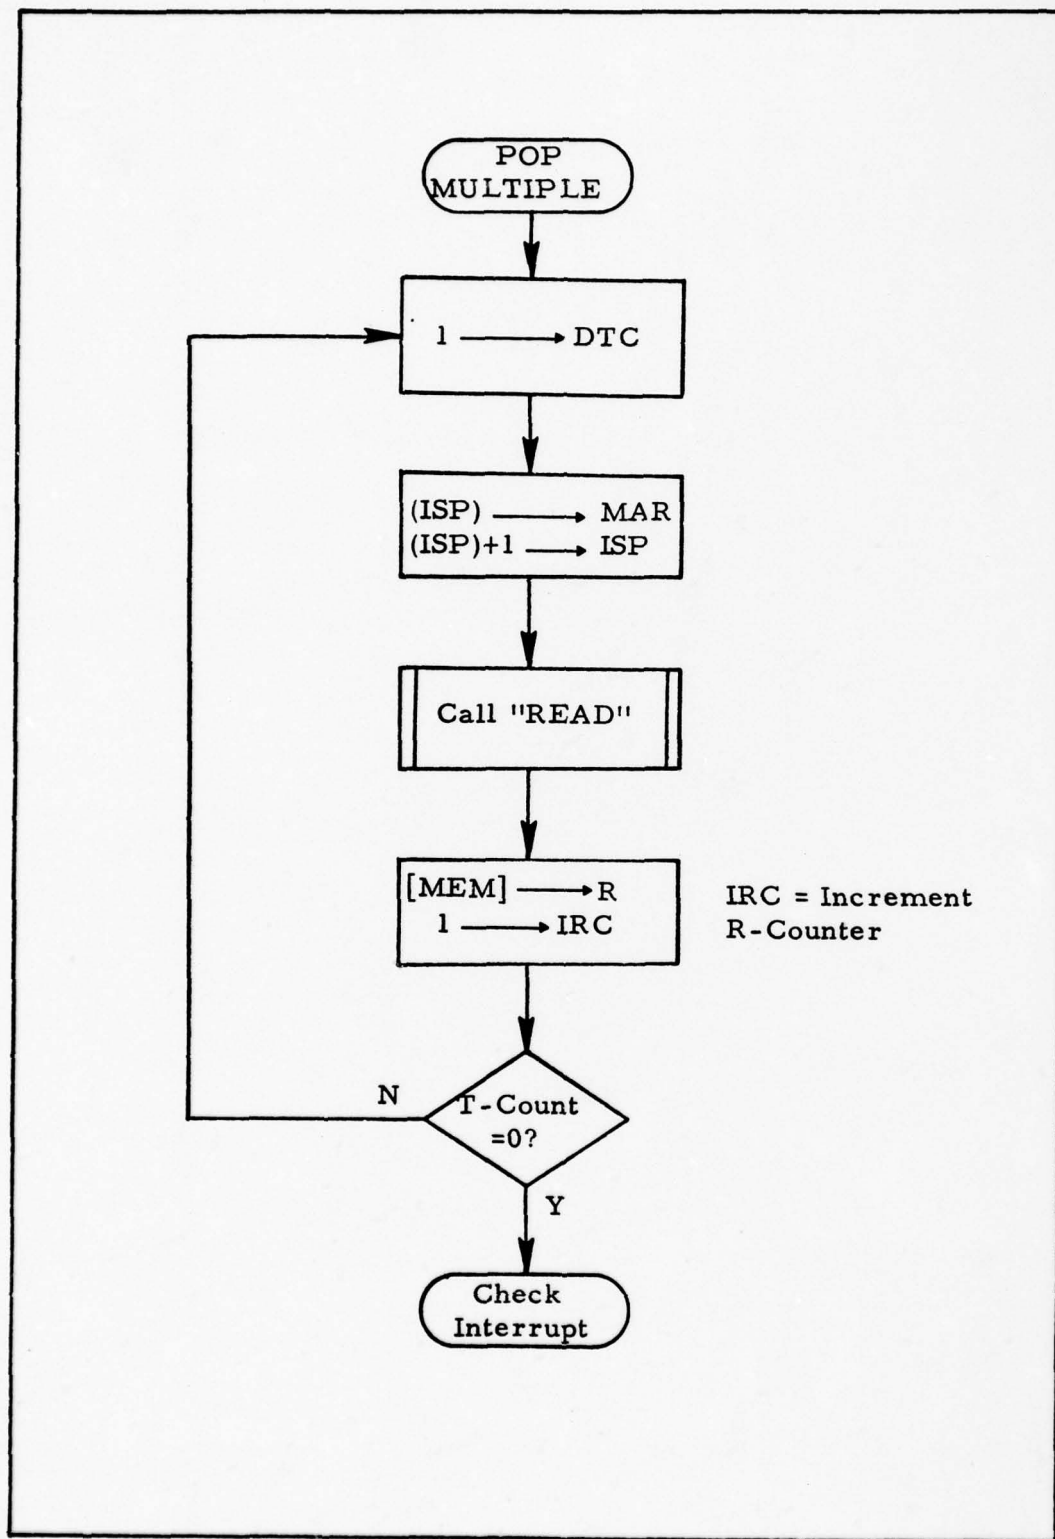 POP
MULTIPLE
1 → DTC
(ISP) → MAR
(ISP)+1 → ISP
Call "READ"
[MEM] → R
1 → IRC
IRC = Increment
R-Counter
N
T-Count
=0?
Y
Check
Interrupt